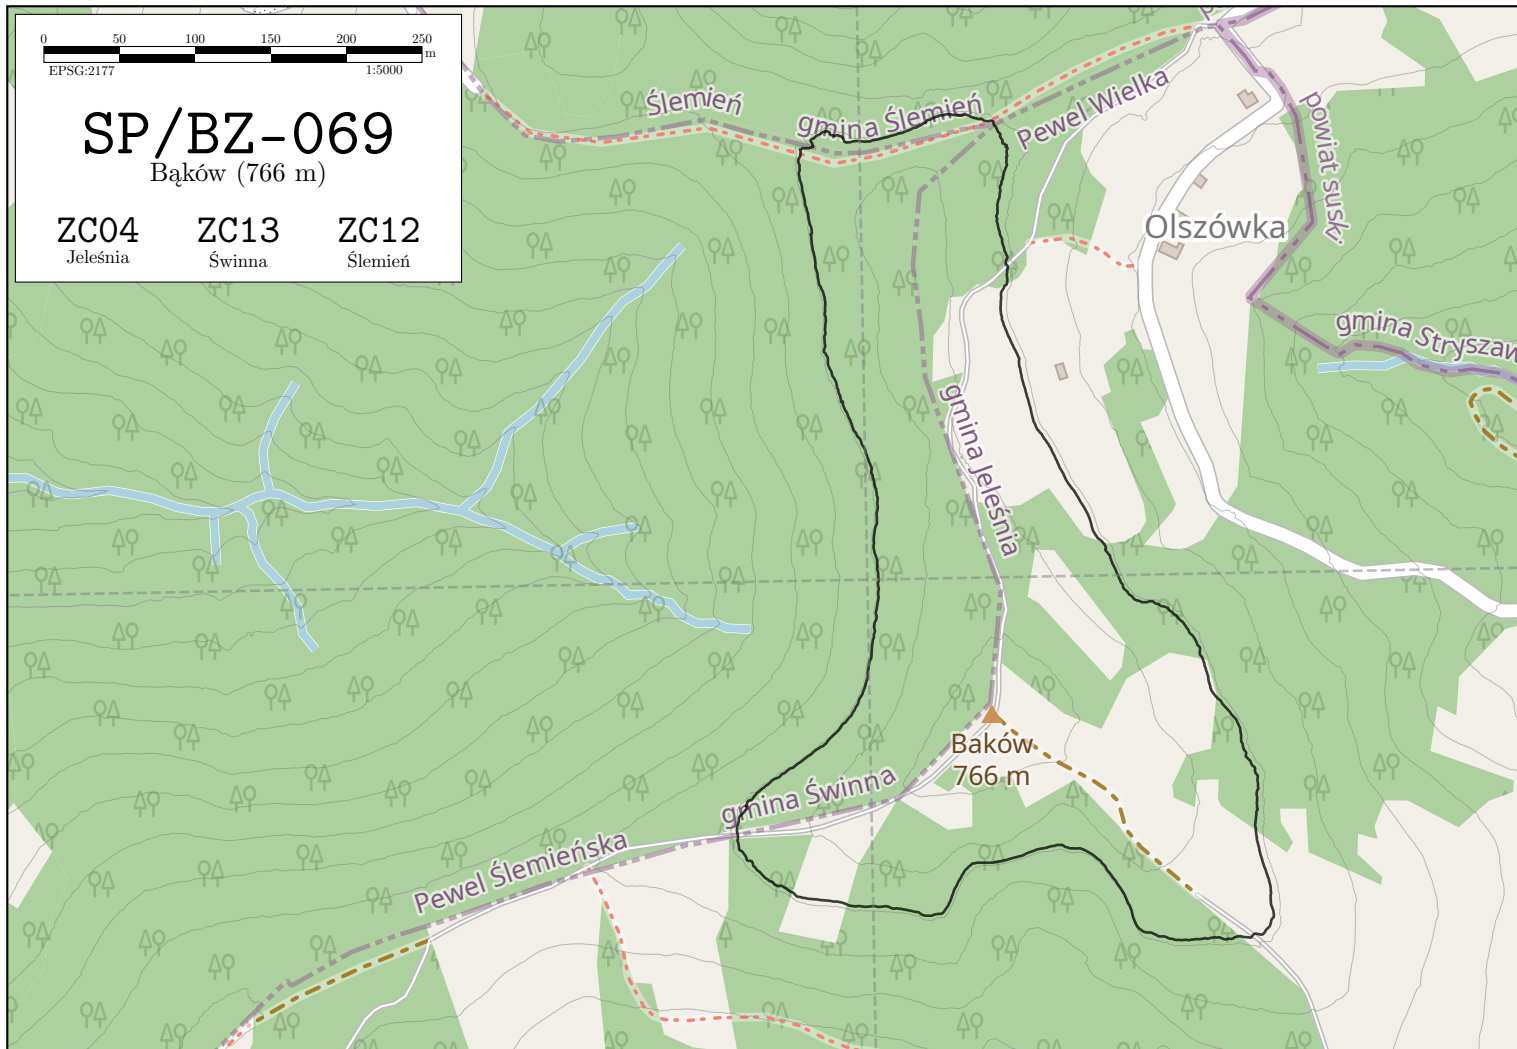 0 50 100 150 200 250 m
EPSG:2177 1:5000
SP/BZ-069
Bąków (766 m)
ZC04 ZC13 ZC12
Jeleśnia Świnna Ślemień
Ślemień
gmina Ślemień
Pewel Wielka
powiat suski
Olszówka
gmina Stryszaw
gmina Jeleśnia
Baków
766 m
gmina Świnna
Pewel Ślemieńska